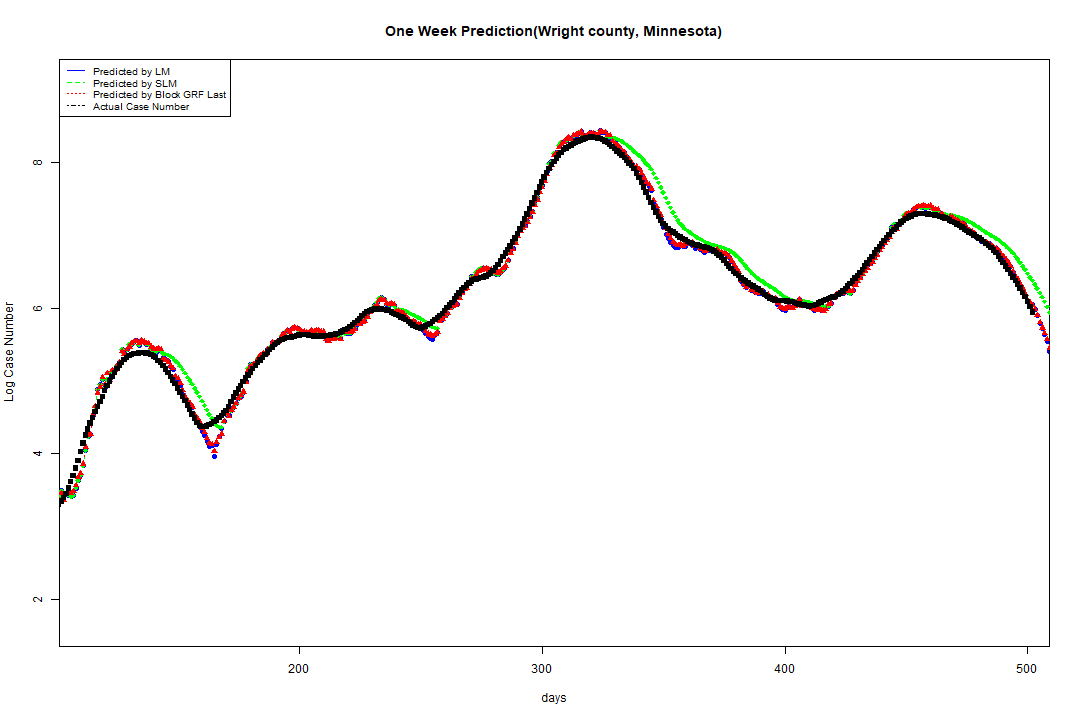 One Week Prediction(Wright county, Minnesota)
Predicted by LM
Predicted by SLM
Predicted by Block GRF Last
Actual Case Number
Log Case Number
8
6
4
2
200 300 400 500
days